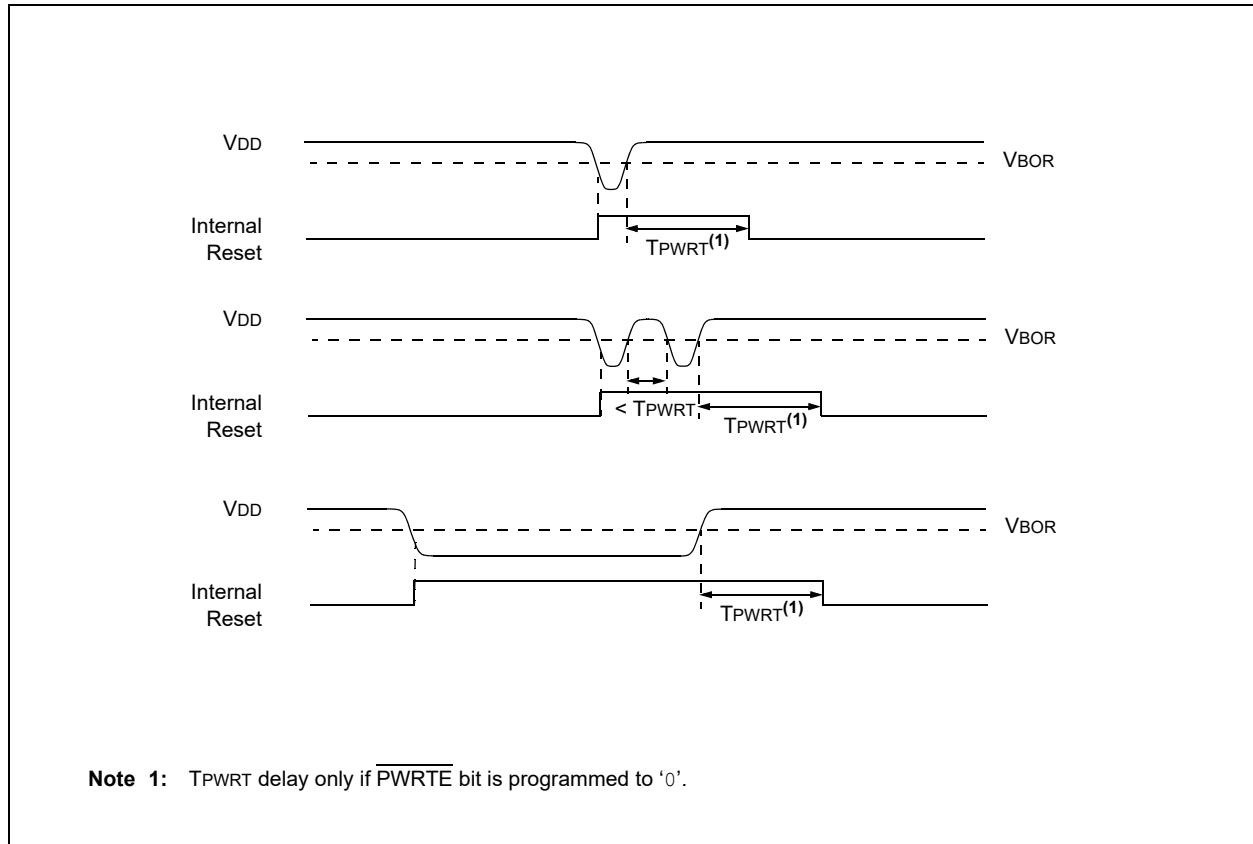 VDD
VBOR
Internal
Reset
TPWRT(1)
VDD
VBOR
Internal
Reset
< TPWRT
TPWRT(1)
VDD
VBOR
Internal
Reset
TPWRT(1)
Note 1: TPWRT delay only if PWRTE bit is programmed to ‘0’.